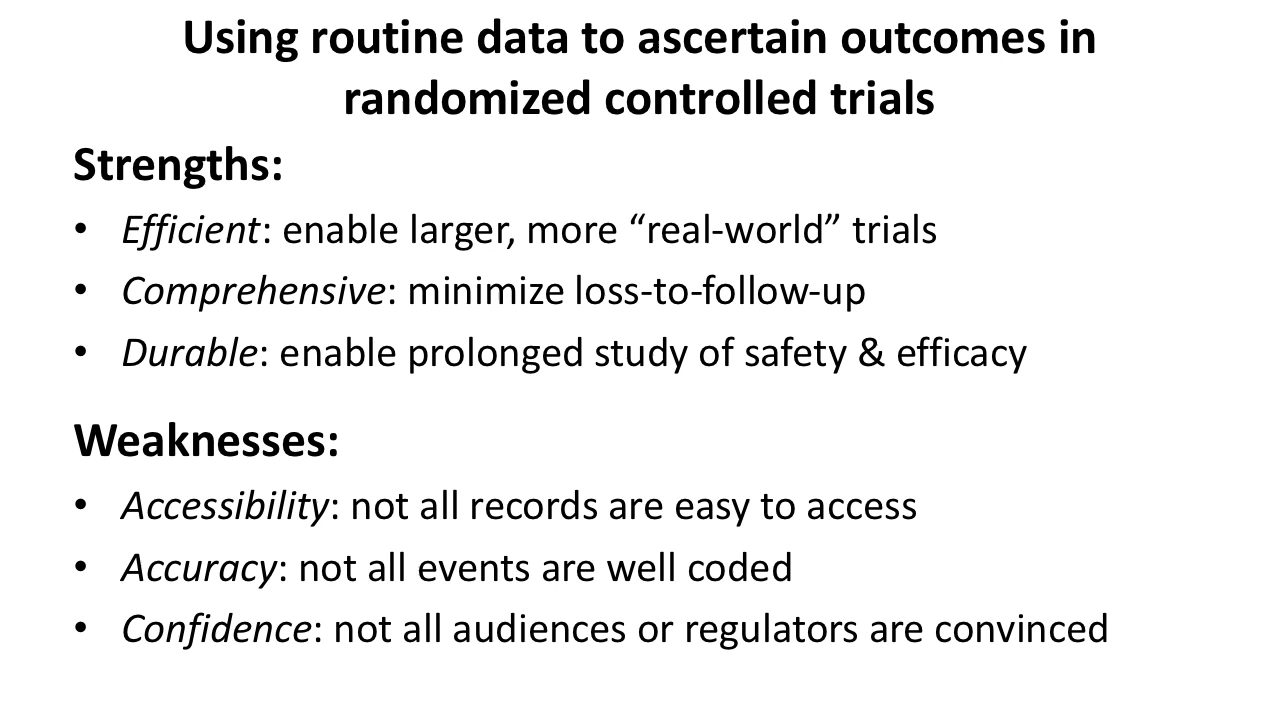 Using routine data to ascertain outcomes in
randomized controlled trials
Strengths:
• Efficient: enable larger, more “real-world” trials
• Comprehensive: minimize loss-to-follow-up
• Durable: enable prolonged study of safety & efficacy
Weaknesses:
• Accessibility: not all records are easy to access
• Accuracy: not all events are well coded
• Confidence: not all audiences or regulators are convinced